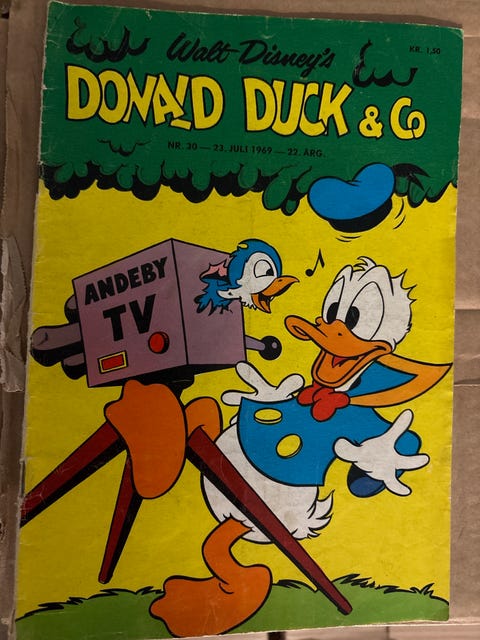 Walt Disney's
KR. 1,50
DONALD DUCK & Co
NR. 30 — 23. JULI 1969 — 22. ÅRG.
ANDEBY
TV